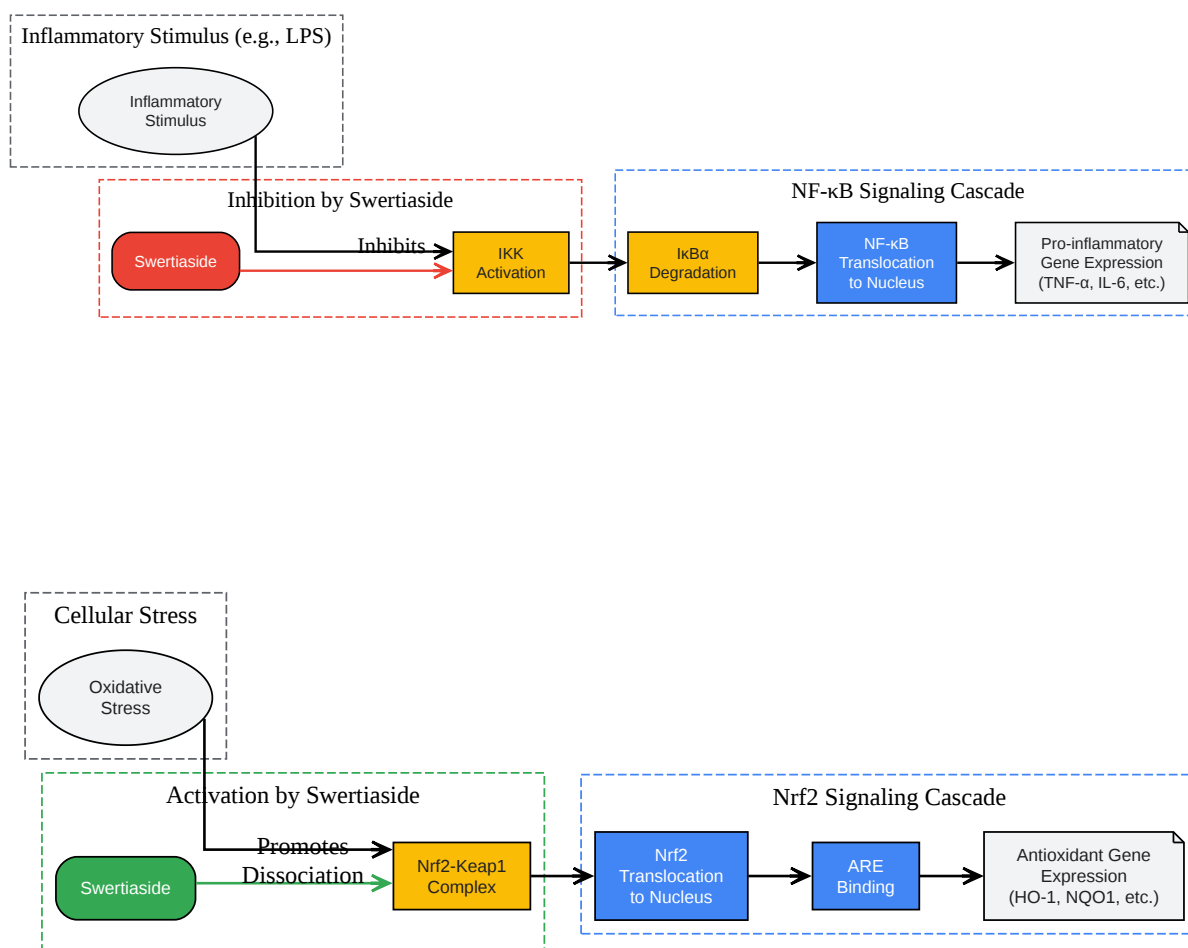 Inflammatory Stimulus (e.g., LPS)
Inflammatory
Stimulus
Inhibition by Swertiaside
Inhibits
Swertiaside
IKK
Activation
NF-κB Signaling Cascade
IκBα
Degradation
NF-κB
Translocation
to Nucleus
Pro-inflammatory
Gene Expression
(TNF-α, IL-6, etc.)
Cellular Stress
Oxidative
Stress
Activation by Swertiaside
Promotes
Dissociation
Swertiaside
Nrf2-Keap1
Complex
Nrf2 Signaling Cascade
Nrf2
Translocation
to Nucleus
ARE
Binding
Antioxidant Gene
Expression
(HO-1, NQO1, etc.)